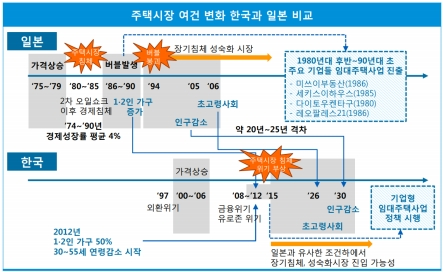 주택시장 여건 변화 한국과 일본 비교
일본
주택시장 침체
버블 붕괴
장기침체 성숙화 시장
가격상승
버블발생
'75~'79
'80~'85
'86~'90
'94
'05
'06
2차 오일쇼크
이후 경제침체
1·2인 가구
증가
초고령사회
인구감소
'74~'90년
경제성장률 평균 4%
약 20년~25년 격차
1980년대 후반~90년대 초
주요 기업들 임대주택사업 진출
- 미쓰이부동산(1986)
- 세키스이하우스(1985)
- 다이토우켄타구(1980)
- 레오팔레스21(1986)
한국
가격상승
주택시장 침체
위기 부상
'97
'00~'06
'08~'12
'15
'26
'30
외환위기
금융위기
유로존 위기
초고령사회
인구감소
기업형
임대주택사업
정책 시행
2012년
1·2인 가구 50%
30~55세 연령감소 시작
일본과 유사한 조건하에서
장기침체, 성숙화시장 진입 가능성